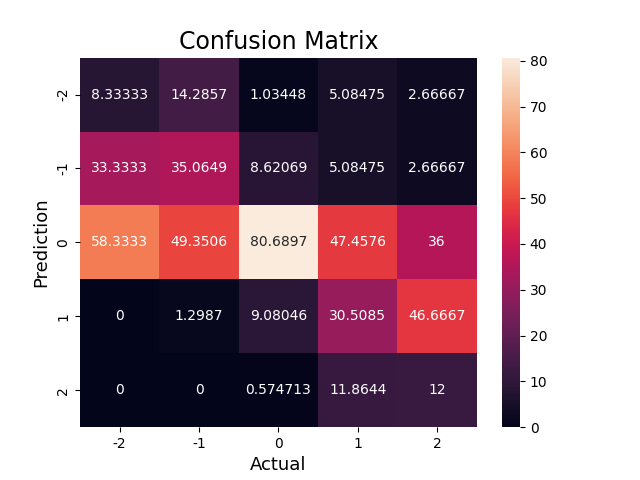 Confusion Matrix
-2 8.33333 14.2857 1.03448 5.08475 2.66667
-1 33.3333 35.0649 8.62069 5.08475 2.66667
0 58.3333 49.3506 80.6897 47.4576 36
1 0 1.2987 9.08046 30.5085 46.6667
2 0 0 0.574713 11.8644 12
-2 -1 0 1 2
Prediction
Actual
80
70
60
50
40
30
20
10
0